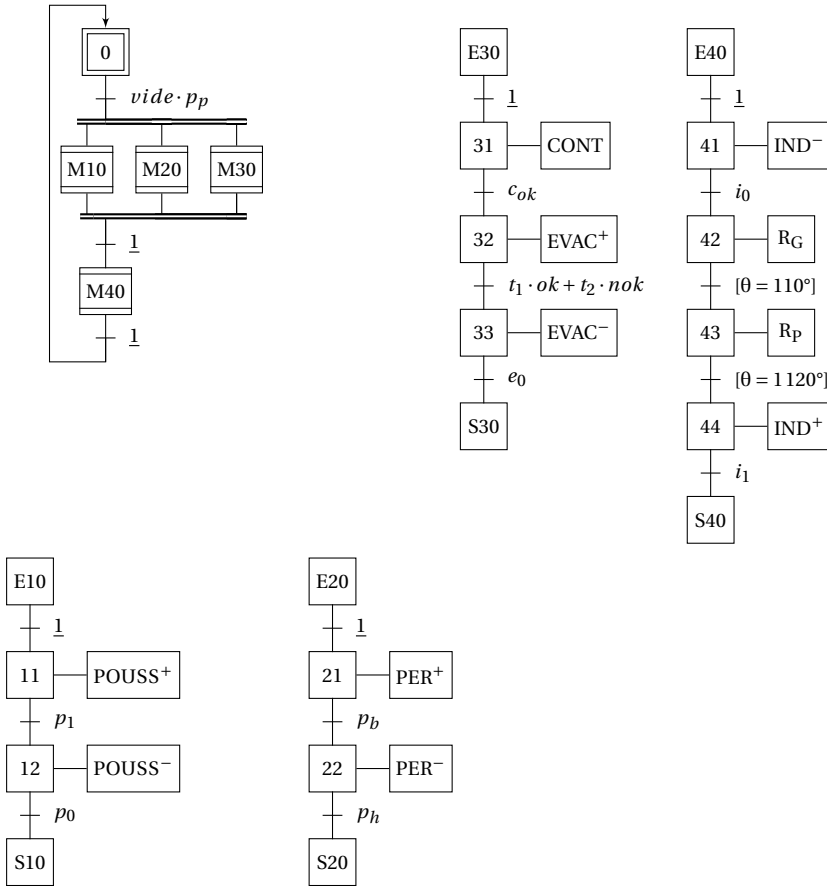 0
vide · p_p
M10 M20 M30
1
M40
1
E30
1
31 CONT
c_ok
32 EVAC⁺
t_1 · ok + t_2 · nok
33 EVAC⁻
e_0
S30
E40
1
41 IND⁻
i_0
42 R_G
[θ = 110°]
43 R_P
[θ = 1120°]
44 IND⁺
i_1
S40
E10
1
11 POUSS⁺
p_1
12 POUSS⁻
p_0
S10
E20
1
21 PER⁺
p_b
22 PER⁻
p_h
S20